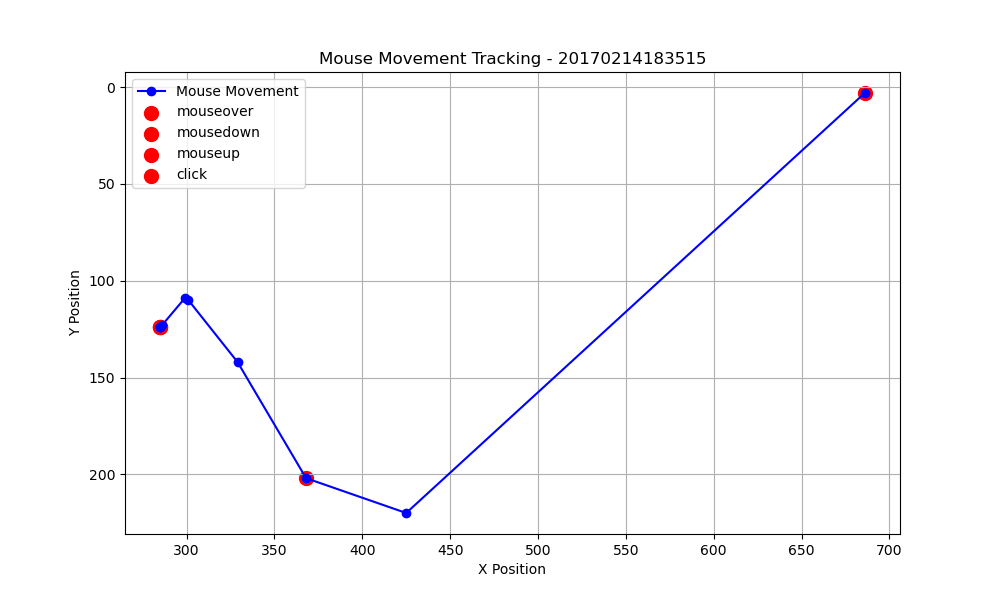 Mouse Movement Tracking - 20170214183515
Mouse Movement
mouseover
mousedown
mouseup
click
0
50
100
150
200
Y Position
300
350
400
450
500
550
600
650
700
X Position